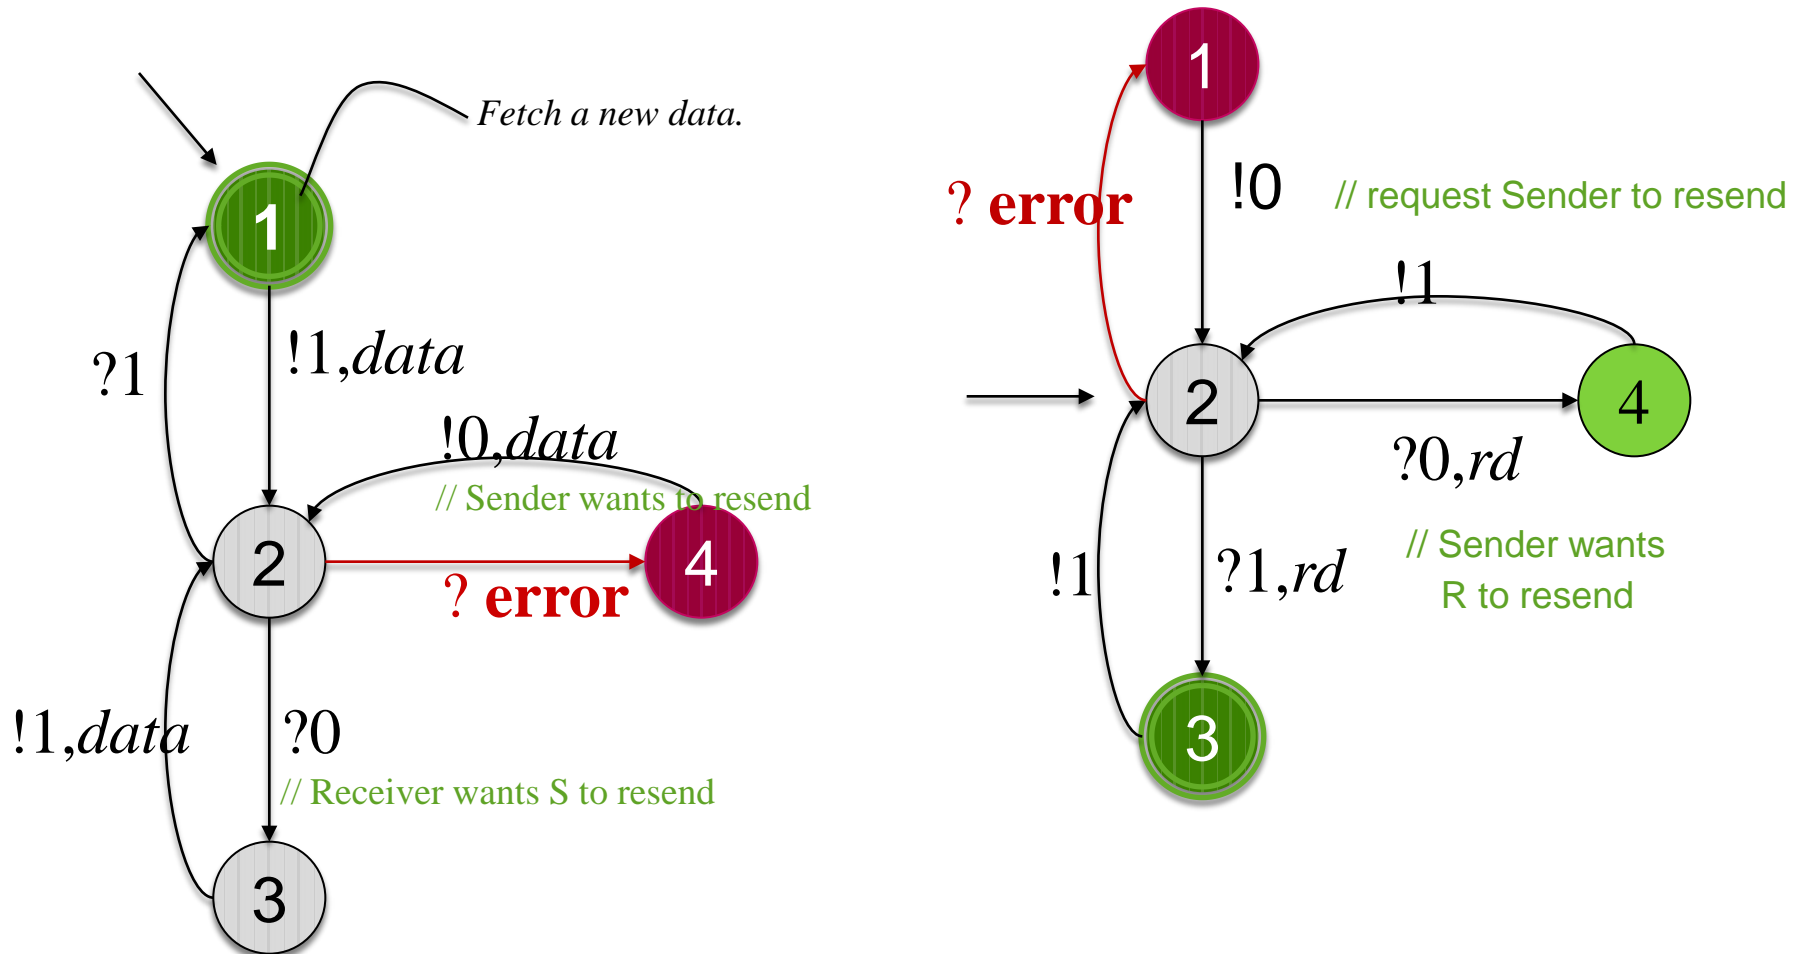 Fetch a new data.
1
?1
!1,data
!0,data
// Sender wants to resend
2
? error
4
!1,data
?0
// Receiver wants S to resend
3
1
? error
!0
// request Sender to resend
!1
2
4
?0,rd
// Sender wants
R to resend
!1
?1,rd
3